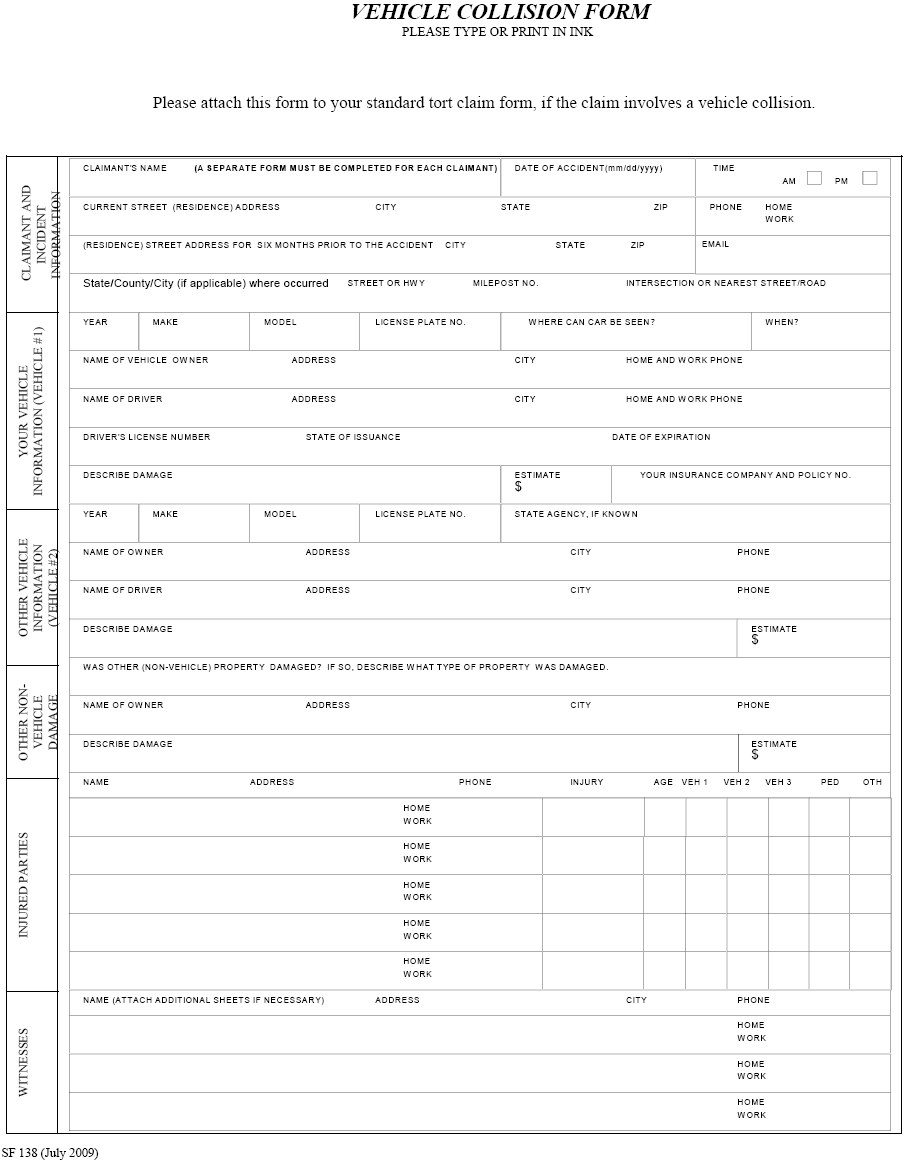 VEHICLE COLLISION FORM
PLEASE TYPE OR PRINT IN INK
Please attach this form to your standard tort claim form, if the claim involves a vehicle collision.
CLAIMANT AND
INCIDENT
INFORMATION
CLAIMANT'S NAME (A SEPARATE FORM MUST BE COMPLETED FOR EACH CLAIMANT) DATE OF ACCIDENT(mm/dd/yyyy) TIME
AM PM
CURRENT STREET (RESIDENCE) ADDRESS CITY STATE ZIP PHONE HOME
WORK
(RESIDENCE) STREET ADDRESS FOR SIX MONTHS PRIOR TO THE ACCIDENT CITY STATE ZIP EMAIL
State/County/City (if applicable) where occurred STREET OR HWY MILEPOST NO. INTERSECTION OR NEAREST STREET/ROAD
YOUR VEHICLE
INFORMATION (VEHICLE #1)
YEAR MAKE MODEL LICENSE PLATE NO. WHERE CAN CAR BE SEEN? WHEN?
NAME OF VEHICLE OWNER ADDRESS CITY HOME AND WORK PHONE
NAME OF DRIVER ADDRESS CITY HOME AND WORK PHONE
DRIVER'S LICENSE NUMBER STATE OF ISSUANCE DATE OF EXPIRATION
DESCRIBE DAMAGE ESTIMATE YOUR INSURANCE COMPANY AND POLICY NO.
$
OTHER VEHICLE
INFORMATION
(VEHICLE #2)
YEAR MAKE MODEL LICENSE PLATE NO. STATE AGENCY, IF KNOWN
NAME OF OWNER ADDRESS CITY PHONE
NAME OF DRIVER ADDRESS CITY PHONE
DESCRIBE DAMAGE ESTIMATE
$
OTHER NON-
VEHICLE
DAMAGE
WAS OTHER (NON-VEHICLE) PROPERTY DAMAGED? IF SO, DESCRIBE WHAT TYPE OF PROPERTY WAS DAMAGED.
NAME OF OWNER ADDRESS CITY PHONE
DESCRIBE DAMAGE ESTIMATE
$
INJURED PARTIES
NAME ADDRESS PHONE INJURY AGE VEH 1 VEH 2 VEH 3 PED OTH
HOME
WORK
HOME
WORK
HOME
WORK
HOME
WORK
HOME
WORK
WITNESSES
NAME (ATTACH ADDITIONAL SHEETS IF NECESSARY) ADDRESS CITY PHONE
HOME
WORK
HOME
WORK
HOME
WORK
SF 138 (July 2009)